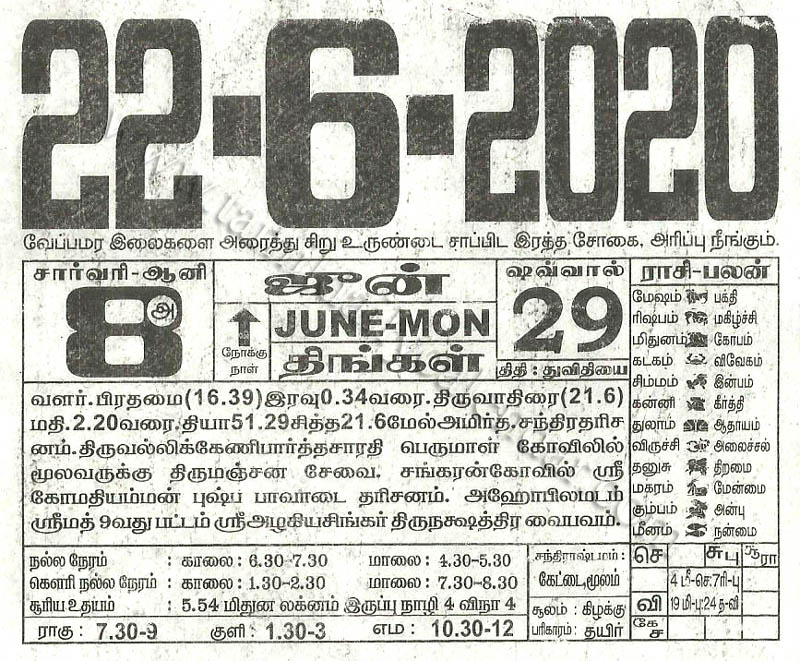 22-6-2020
வேப்பமர இலைகளை அரைத்து சிறு உருண்டை சாப்பிட இரத்த சோகை, அரிப்பு நீங்கும்.
சார்வரி-ஆனி
8
அ
நோக்கு
நாள்
ஜூன்
JUNE-MON
திங்கள்
ஷவ்வால்
29
திதி : துவிதியை
வளர். பிரதமை(16.39)இரவு0.34வரை.திருவாதிரை(21.6)
மதி.2.20வரை.தியா51.29சித்த21.6மேல்அமிர்த.சந்திரதரிச
னம்.திருவல்லிக்கேணிபார்த்தசாரதி பெருமாள் கோவிலில்
மூலவருக்கு திருமஞ்சன சேவை. சங்கரன்கோவில் ஸ்ரீ
கோமதியம்மன் புஷ்ப பாவாடை தரிசனம். அஹோபிலமடம்
ஸ்ரீமத் 9வது பட்டம் ஸ்ரீஅழகியசிங்கர் திருநக்ஷத்திர வைபவம்.
ராசி-பலன்
மேஷம் பக்தி
ரிஷபம் மகிழ்ச்சி
மிதுனம் கோபம்
கடகம் விவேகம்
சிம்மம் இன்பம்
கன்னி கீர்த்தி
துலாம் ஆதாயம்
விருச்சி அலைச்சல்
தனுசு திறமை
மகரம் மேன்மை
கும்பம் அன்பு
மீனம் நன்மை
நல்ல நேரம் : காலை: 6.30-7.30 மாலை: 4.30-5.30
கௌரி நல்ல நேரம் : காலை: 1.30-2.30 மாலை: 7.30-8.30
சூரிய உதயம் : 5.54 மிதுன லக்னம் இருப்பு நாழி 4 விநா 4
ராகு: 7.30-9 குளி: 1.30-3 எம: 10.30-12
சந்திராஷ்டமம் :
கேட்டை,மூலம்
சூலம் : கிழக்கு
பரிகாரம் : தயிர்
செ சுபு சூரா
4 மீ-செ:7ரி-பு
வி 19 மி-பு:24 த-வி
கே
ச